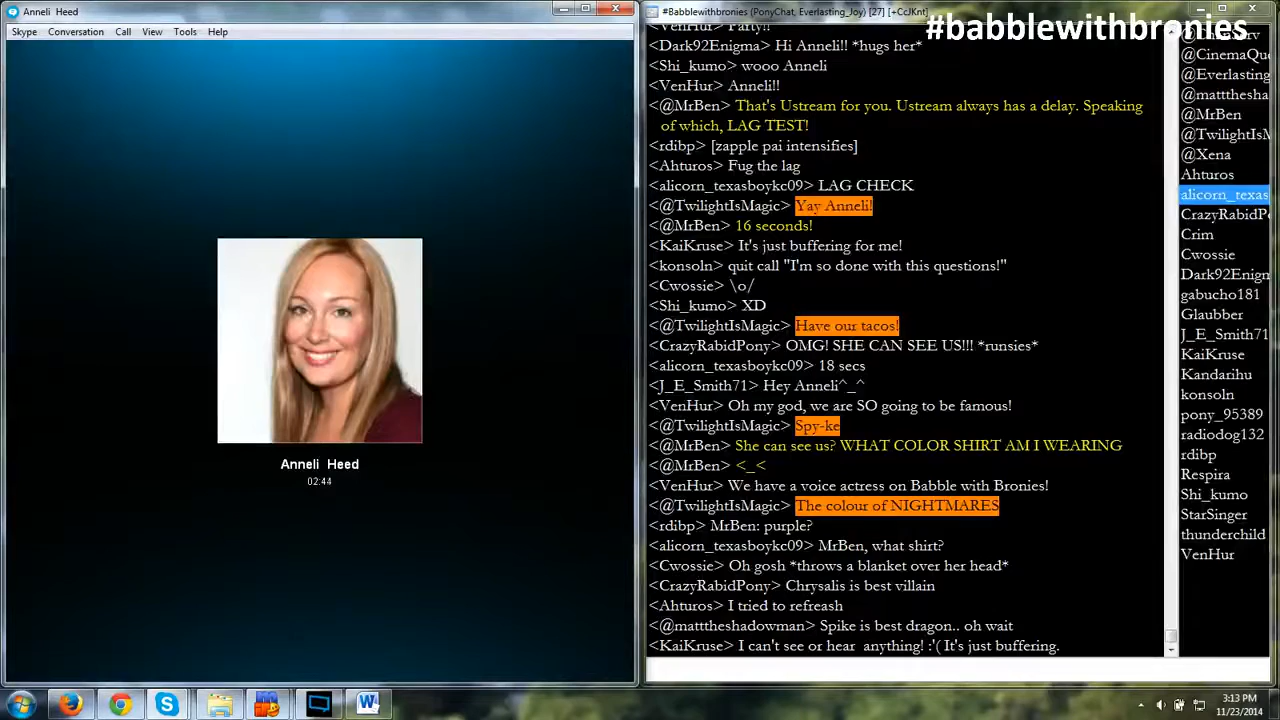 Anneli Heed
Skype Conversation Call View Tools Help
Anneli Heed
02:44
#Babblewithbronies (PonyChat, Everlasting_Joy) [27] [+CcJKnt]
#babblewithbronies
<VenHur> Party!!
<Dark92Enigma> Hi Anneli!! *hugs her*
<Shi_kumo> wooo Anneli
<VenHur> Anneli!!
<@MrBen> That's Ustream for you. Ustream always has a delay. Speaking
of which, LAG TEST!
<rdibp> [zapple pai intensifies]
<Ahturos> Fug the lag
<alicorn_texasboykc09> LAG CHECK
<@TwilightIsMagic> Yay Anneli!
<@MrBen> 16 seconds!
<KaiKruse> It's just buffering for me!
<konsoln> quit call "I'm so done with this questions!"
<Cwossie> \o/
<Shi_kumo> XD
<@TwilightIsMagic> Have our tacos!
<CrazyRabidPony> OMG! SHE CAN SEE US!!! *runsies*
<alicorn_texasboykc09> 18 secs
<J_E_Smith71> Hey Anneli^_^
<VenHur> Oh my god, we are SO going to be famous!
<@TwilightIsMagic> Spy-ke
<@MrBen> She can see us? WHAT COLOR SHIRT AM I WEARING
<@MrBen> <_<
<VenHur> We have a voice actress on Babble with Bronies!
<@TwilightIsMagic> The colour of NIGHTMARES
<rdibp> MrBen: purple?
<alicorn_texasboykc09> MrBen, what shirt?
<Cwossie> Oh gosh *throws a blanket over her head*
<CrazyRabidPony> Chrysalis is best villain
<Ahturos> I tried to refreash
<@matttheshadowman> Spike is best dragon.. oh wait
<KaiKruse> I can't see or hear anything! :'( It's just buffering.
@CinemaQu
@Everlasting
@mattthesha
@MrBen
@TwilightIsM
@Xena
Ahturos
alicorn_texas
CrazyRabidP
Crim
Cwossie
Dark92Enigm
gabucho181
Glaubber
J_E_Smith71
KaiKruse
Kandarihu
konsoln
pony_95389
radiodog132
rdibp
Respira
Shi_kumo
StarSinger
thunderchild
VenHur
3:13 PM
11/23/2014